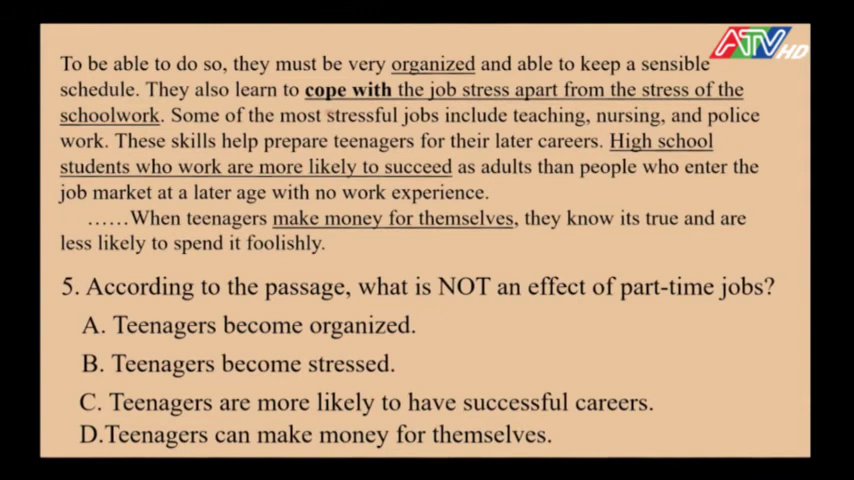 ATV HD
To be able to do so, they must be very organized and able to keep a sensible
schedule. They also learn to cope with the job stress apart from the stress of the
schoolwork. Some of the most stressful jobs include teaching, nursing, and police
work. These skills help prepare teenagers for their later careers. High school
students who work are more likely to succeed as adults than people who enter the
job market at a later age with no work experience.
......When teenagers make money for themselves, they know its true and are
less likely to spend it foolishly.
5. According to the passage, what is NOT an effect of part-time jobs?
A. Teenagers become organized.
B. Teenagers become stressed.
C. Teenagers are more likely to have successful careers.
D.Teenagers can make money for themselves.